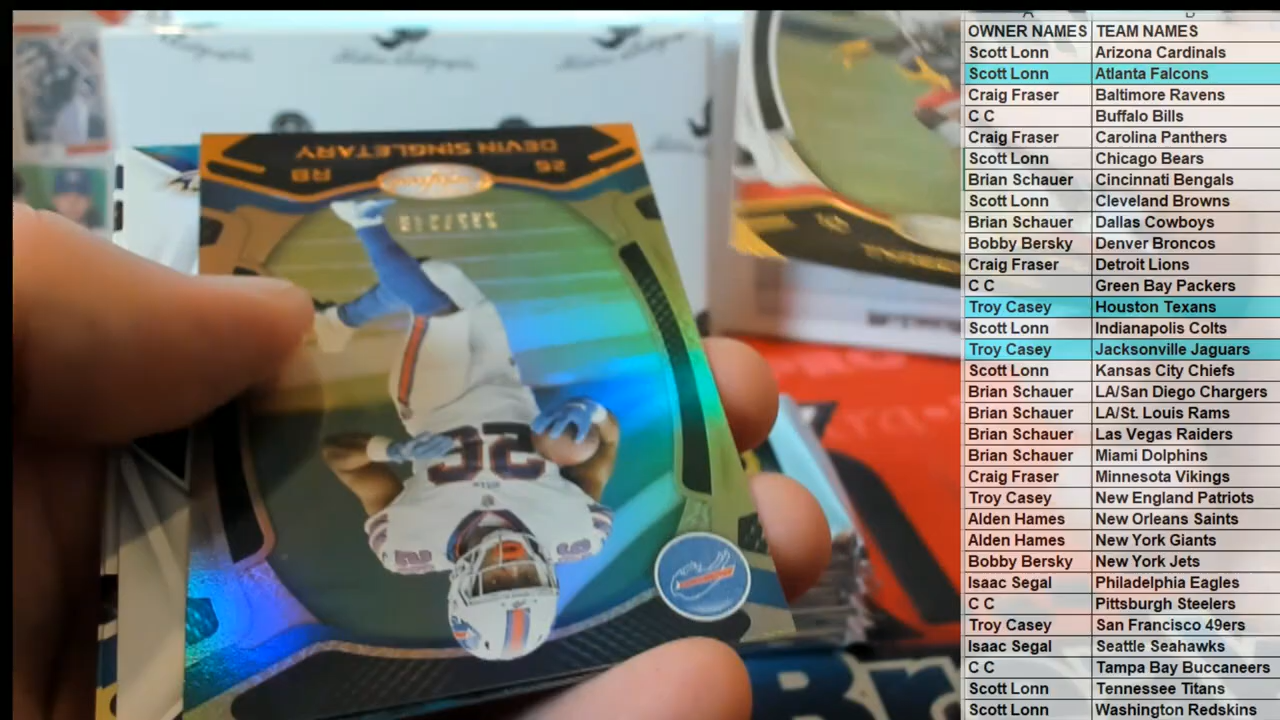 OWNER NAMES TEAM NAMES
Scott Lonn Arizona Cardinals
Scott Lonn Atlanta Falcons
Craig Fraser Baltimore Ravens
C C Buffalo Bills
Craig Fraser Carolina Panthers
Scott Lonn Chicago Bears
Brian Schauer Cincinnati Bengals
Scott Lonn Cleveland Browns
Brian Schauer Dallas Cowboys
Bobby Bersky Denver Broncos
Craig Fraser Detroit Lions
C C Green Bay Packers
Troy Casey Houston Texans
Scott Lonn Indianapolis Colts
Troy Casey Jacksonville Jaguars
Scott Lonn Kansas City Chiefs
Brian Schauer LA/San Diego Chargers
Brian Schauer LA/St. Louis Rams
Brian Schauer Las Vegas Raiders
Brian Schauer Miami Dolphins
Craig Fraser Minnesota Vikings
Troy Casey New England Patriots
Alden Hames New Orleans Saints
Alden Hames New York Giants
Bobby Bersky New York Jets
Isaac Segal Philadelphia Eagles
C C Pittsburgh Steelers
Troy Casey San Francisco 49ers
Isaac Segal Seattle Seahawks
C C Tampa Bay Buccaneers
Scott Lonn Tennessee Titans
Scott Lonn Washington Redskins
26 DEVIN SINGLETARY RB
26